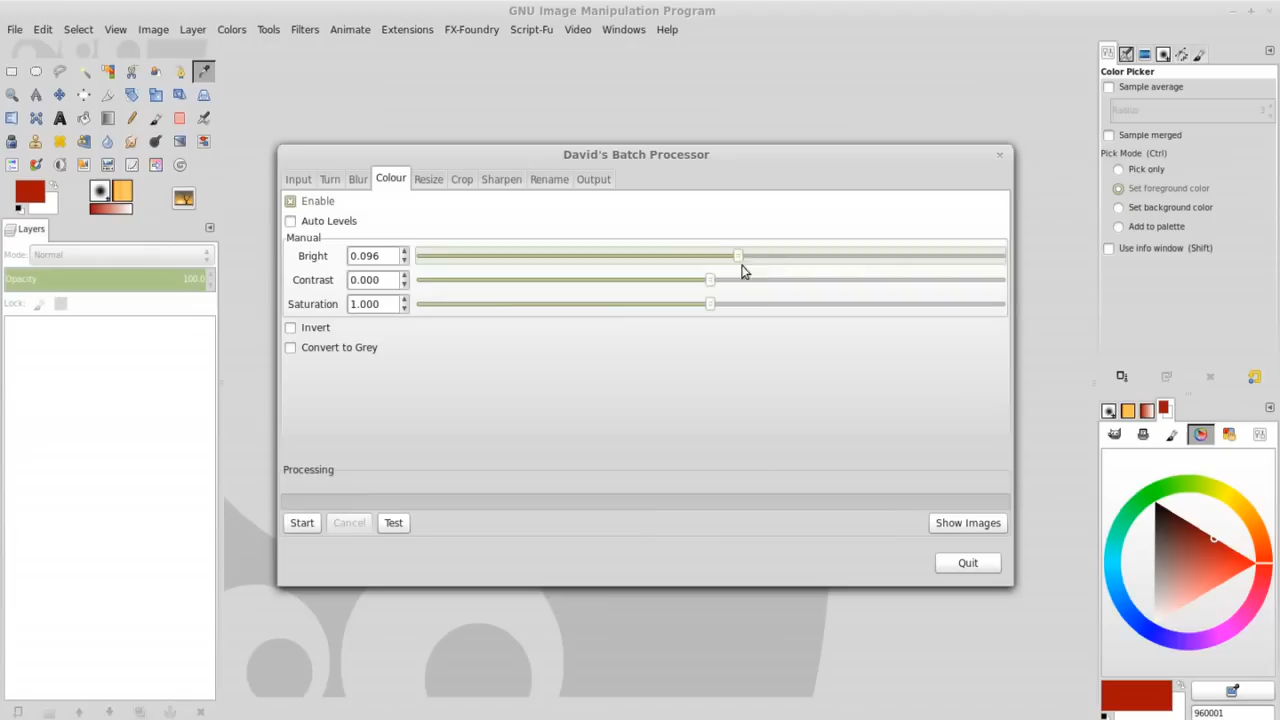 GNU Image Manipulation Program
File Edit Select View Image Layer Colors Tools Filters Animate Extensions FX-Foundry Script-Fu Video Windows Help
Color Picker
Sample average
Radius 3
Sample merged
Pick Mode (Ctrl)
Pick only
Set foreground color
Set background color
Add to palette
Use info window (Shift)
Layers
Mode: Normal
Opacity 100.0
Lock:
David's Batch Processor
Input Turn Blur Colour Resize Crop Sharpen Rename Output
Enable
Auto Levels
Manual
Bright 0.096
Contrast 0.000
Saturation 1.000
Invert
Convert to Grey
Processing
Start Cancel Test Show Images
Quit
960001